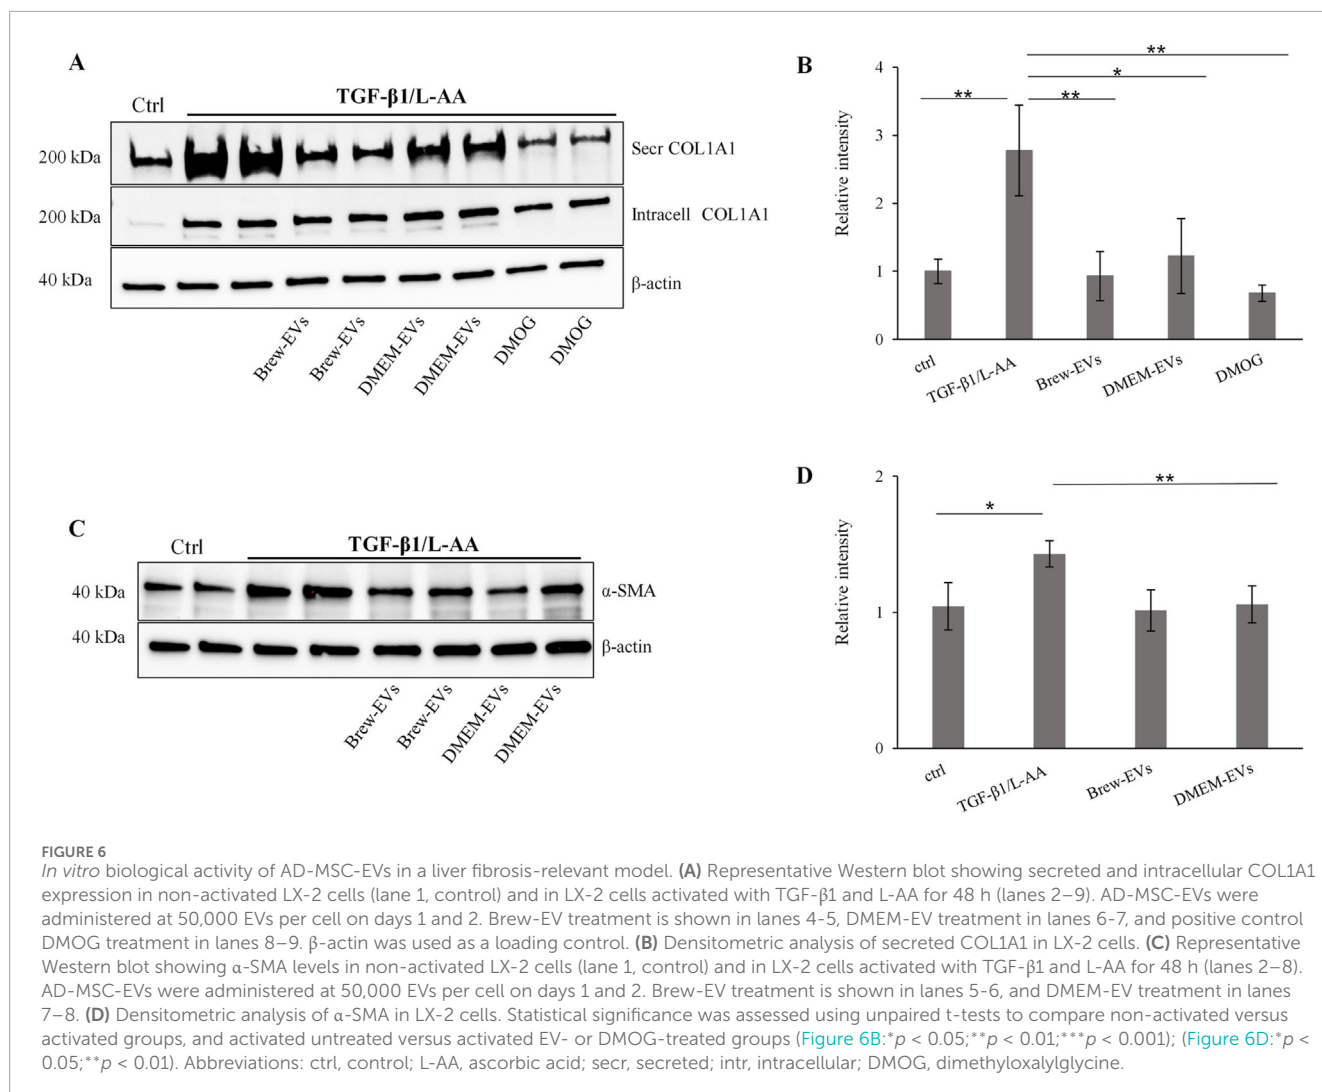 A
Ctrl
TGF-β1/L-AA
200 kDa
Secr COL1A1
200 kDa
Intracell COL1A1
40 kDa
β-actin
Brew-EVs
Brew-EVs
DMEM-EVs
DMEM-EVs
DMOG
DMOG
B
Relative intensity
4
3
2
1
0
**
*
**
**
ctrl
TGF-β1/L-AA
Brew-EVs
DMEM-EVs
DMOG
C
Ctrl
TGF-β1/L-AA
40 kDa
α-SMA
40 kDa
β-actin
Brew-EVs
Brew-EVs
DMEM-EVs
DMEM-EVs
D
Relative intensity
2
1
0
*
**
ctrl
TGF-β1/L-AA
Brew-EVs
DMEM-EVs
FIGURE 6
In vitro biological activity of AD-MSC-EVs in a liver fibrosis-relevant model. (A) Representative Western blot showing secreted and intracellular COL1A1
expression in non-activated LX-2 cells (lane 1, control) and in LX-2 cells activated with TGF-β1 and L-AA for 48 h (lanes 2–9). AD-MSC-EVs were
administered at 50,000 EVs per cell on days 1 and 2. Brew-EV treatment is shown in lanes 4-5, DMEM-EV treatment in lanes 6-7, and positive control
DMOG treatment in lanes 8–9. β-actin was used as a loading control. (B) Densitometric analysis of secreted COL1A1 in LX-2 cells. (C) Representative
Western blot showing α-SMA levels in non-activated LX-2 cells (lane 1, control) and in LX-2 cells activated with TGF-β1 and L-AA for 48 h (lanes 2–8).
AD-MSC-EVs were administered at 50,000 EVs per cell on days 1 and 2. Brew-EV treatment is shown in lanes 5-6, and DMEM-EV treatment in lanes
7–8. (D) Densitometric analysis of α-SMA in LX-2 cells. Statistical significance was assessed using unpaired t-tests to compare non-activated versus
activated groups, and activated untreated versus activated EV- or DMOG-treated groups (Figure 6B:*p < 0.05;**p < 0.01;***p < 0.001); (Figure 6D:*p <
0.05;**p < 0.01). Abbreviations: ctrl, control; L-AA, ascorbic acid; secr, secreted; intr, intracellular; DMOG, dimethyloxalylglycine.